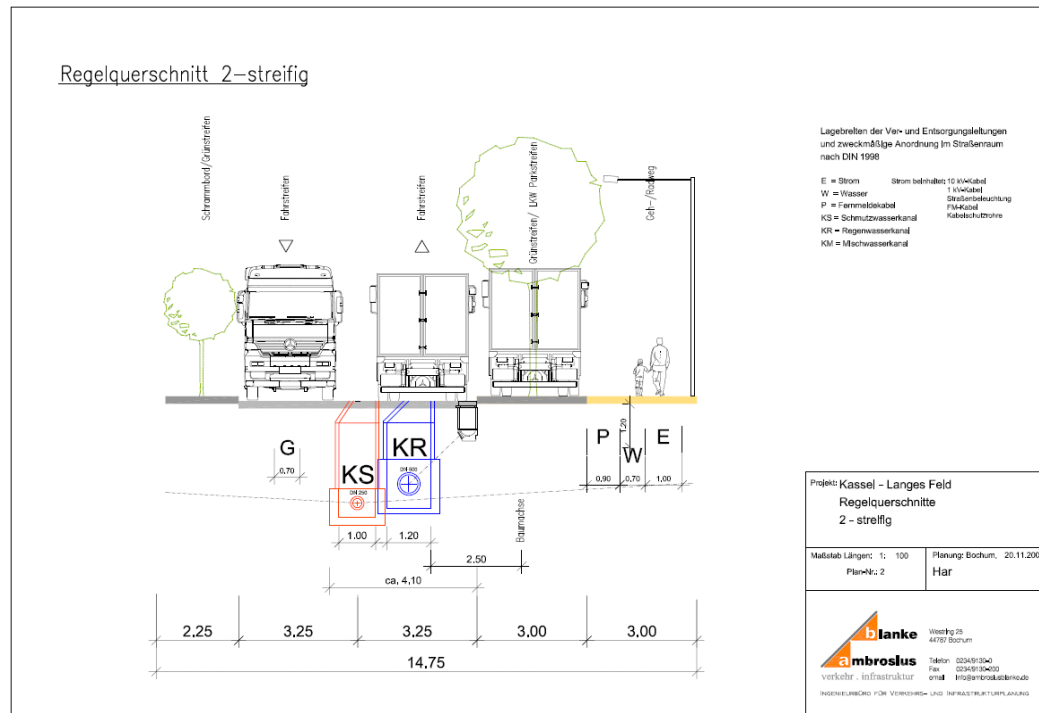 Regelquerschnitt 2-streifig
Schrammbord/Grünstreifen
Fahrstreifen
Fahrstreifen
Grünstreifen/ LKW Parkstreifen
Geh-/Radweg
Lagebreiten der Ver- und Entsorgungsleitungen
und zweckmäßige Anordnung im Straßenraum
nach DIN 1998
E = Strom
Strom beinhaltet: 10 kV-Kabel
1 kV-Kabel
Straßenbeleuchtung
FM-Kabel
Kabelschutzrohre
W = Wasser
P = Fernmeldekabel
KS = Schmutzwasserkanal
KR = Regenwasserkanal
KM = Mischwasserkanal
G
0,70
KS
DN 250
KR
P
W
E
1,20
0,90
0,70
1,00
1.00
1.20
Baumachse
2.50
ca, 4,10
2.25
3.25
3.25
3.00
3.00
14.75
Projekt: Kassel - Langes Feld
Regelquerschnitte
2 - streifig
Maßstab Längen: 1: 100
Plan-Nr.: 2
Planung: Bochum, 20.11.200
Har
blanke
ambrosius
verkehr . infrastruktur
Westring 25
44787 Bochum
Telefon 0234/9130-0
Fax 0234/9130-200
email info@ambrosiusblanke.de
INGENIEURBÜRO FÜR VERKEHRS- UND INFRASTRUKTURPLANUNG